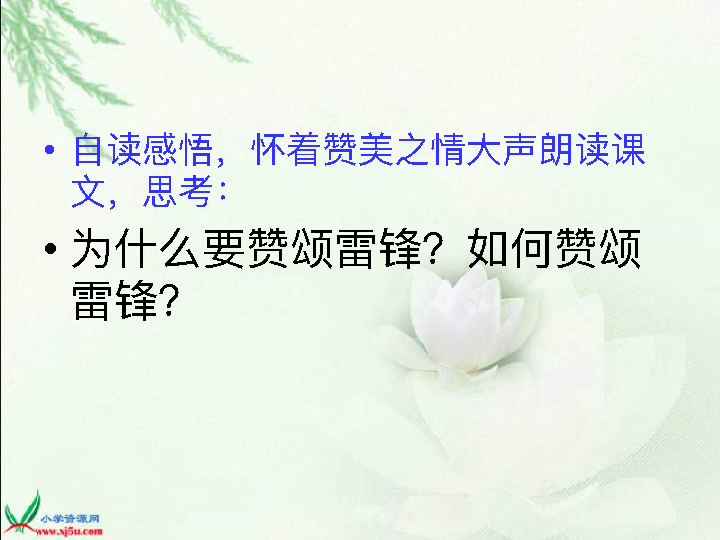 • 自读感悟，怀着赞美之情大声朗读课
文，思考：
• 为什么要赞颂雷锋？如何赞颂
雷锋？
小学资源网
www.xj5u.com